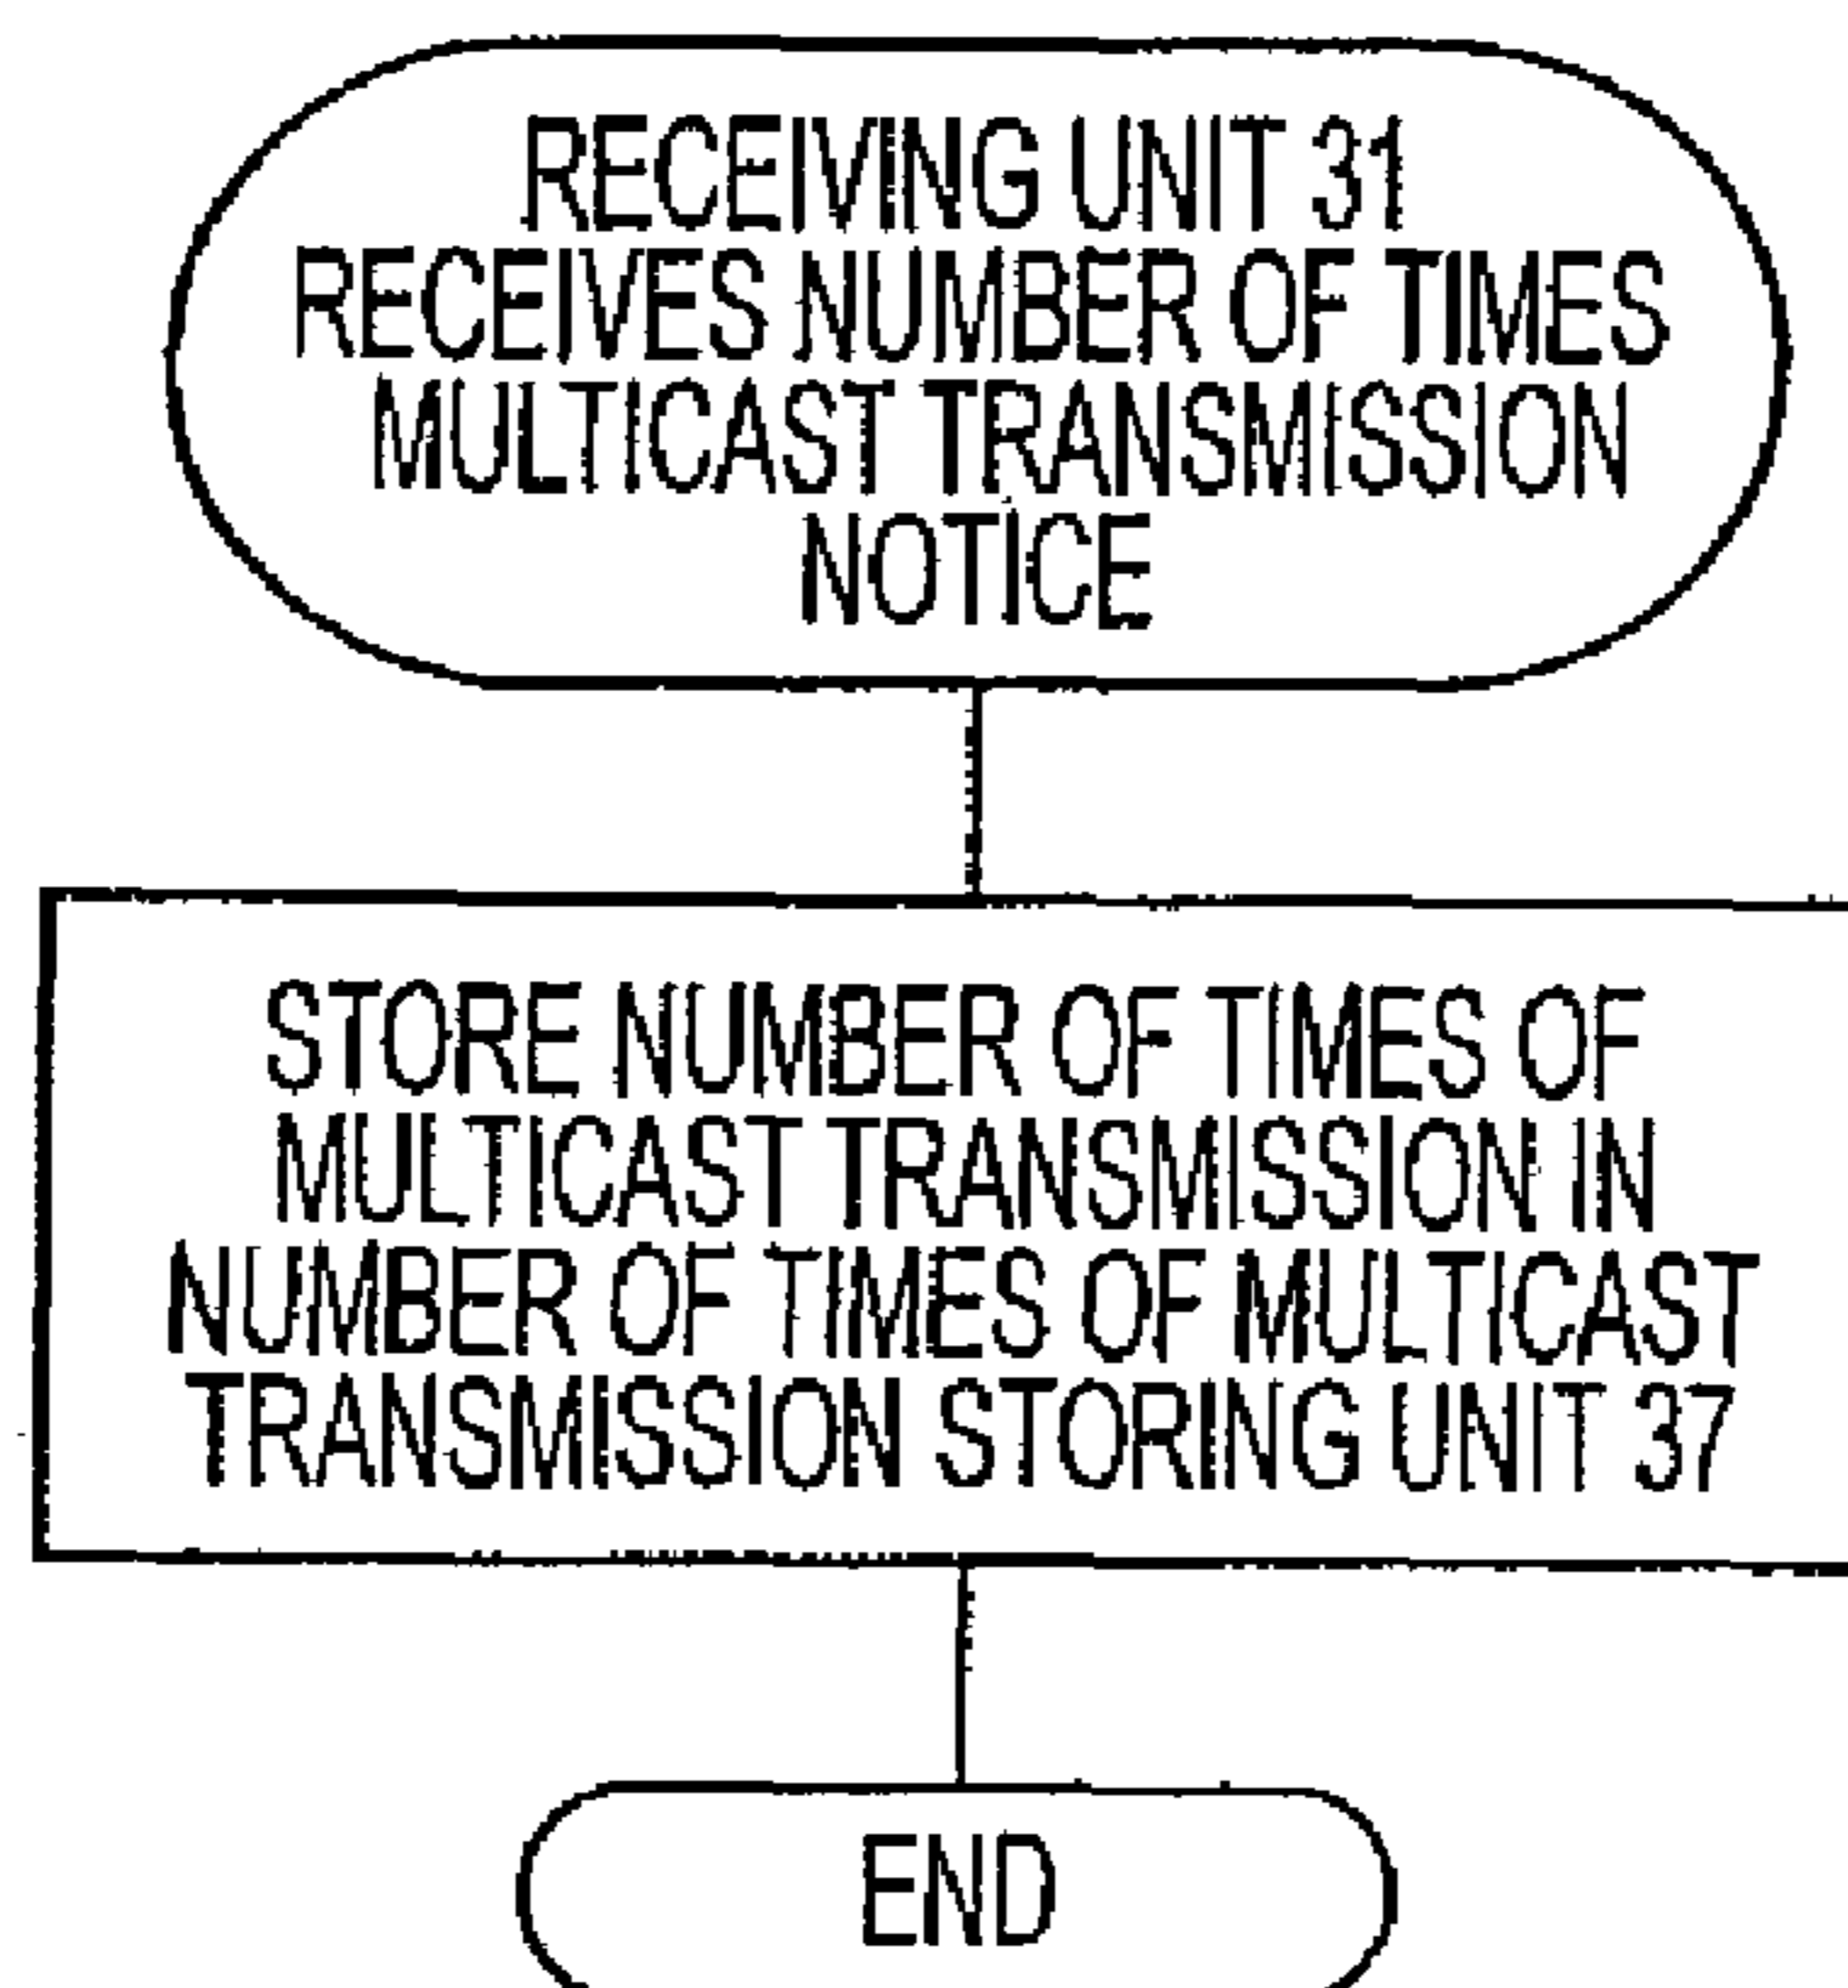 RECEIVING UNIT 31
RECEIVES NUMBER OF TIMES
MULTICAST TRANSMISSION
NOTICE
STORE NUMBER OF TIMES OF
MULTICAST TRANSMISSION IN
NUMBER OF TIMES OF MULTICAST
TRANSMISSION STORING UNIT 37
END